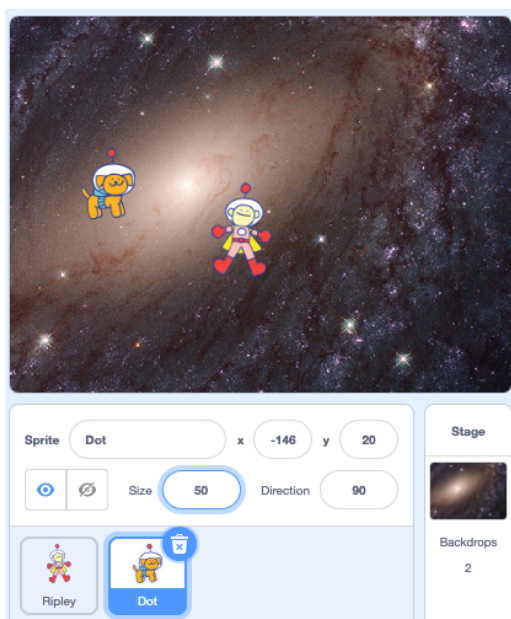 Sprite Dot x -146 y 20
Size 50 Direction 90
Ripley
Dot
Stage
Backdrops
2